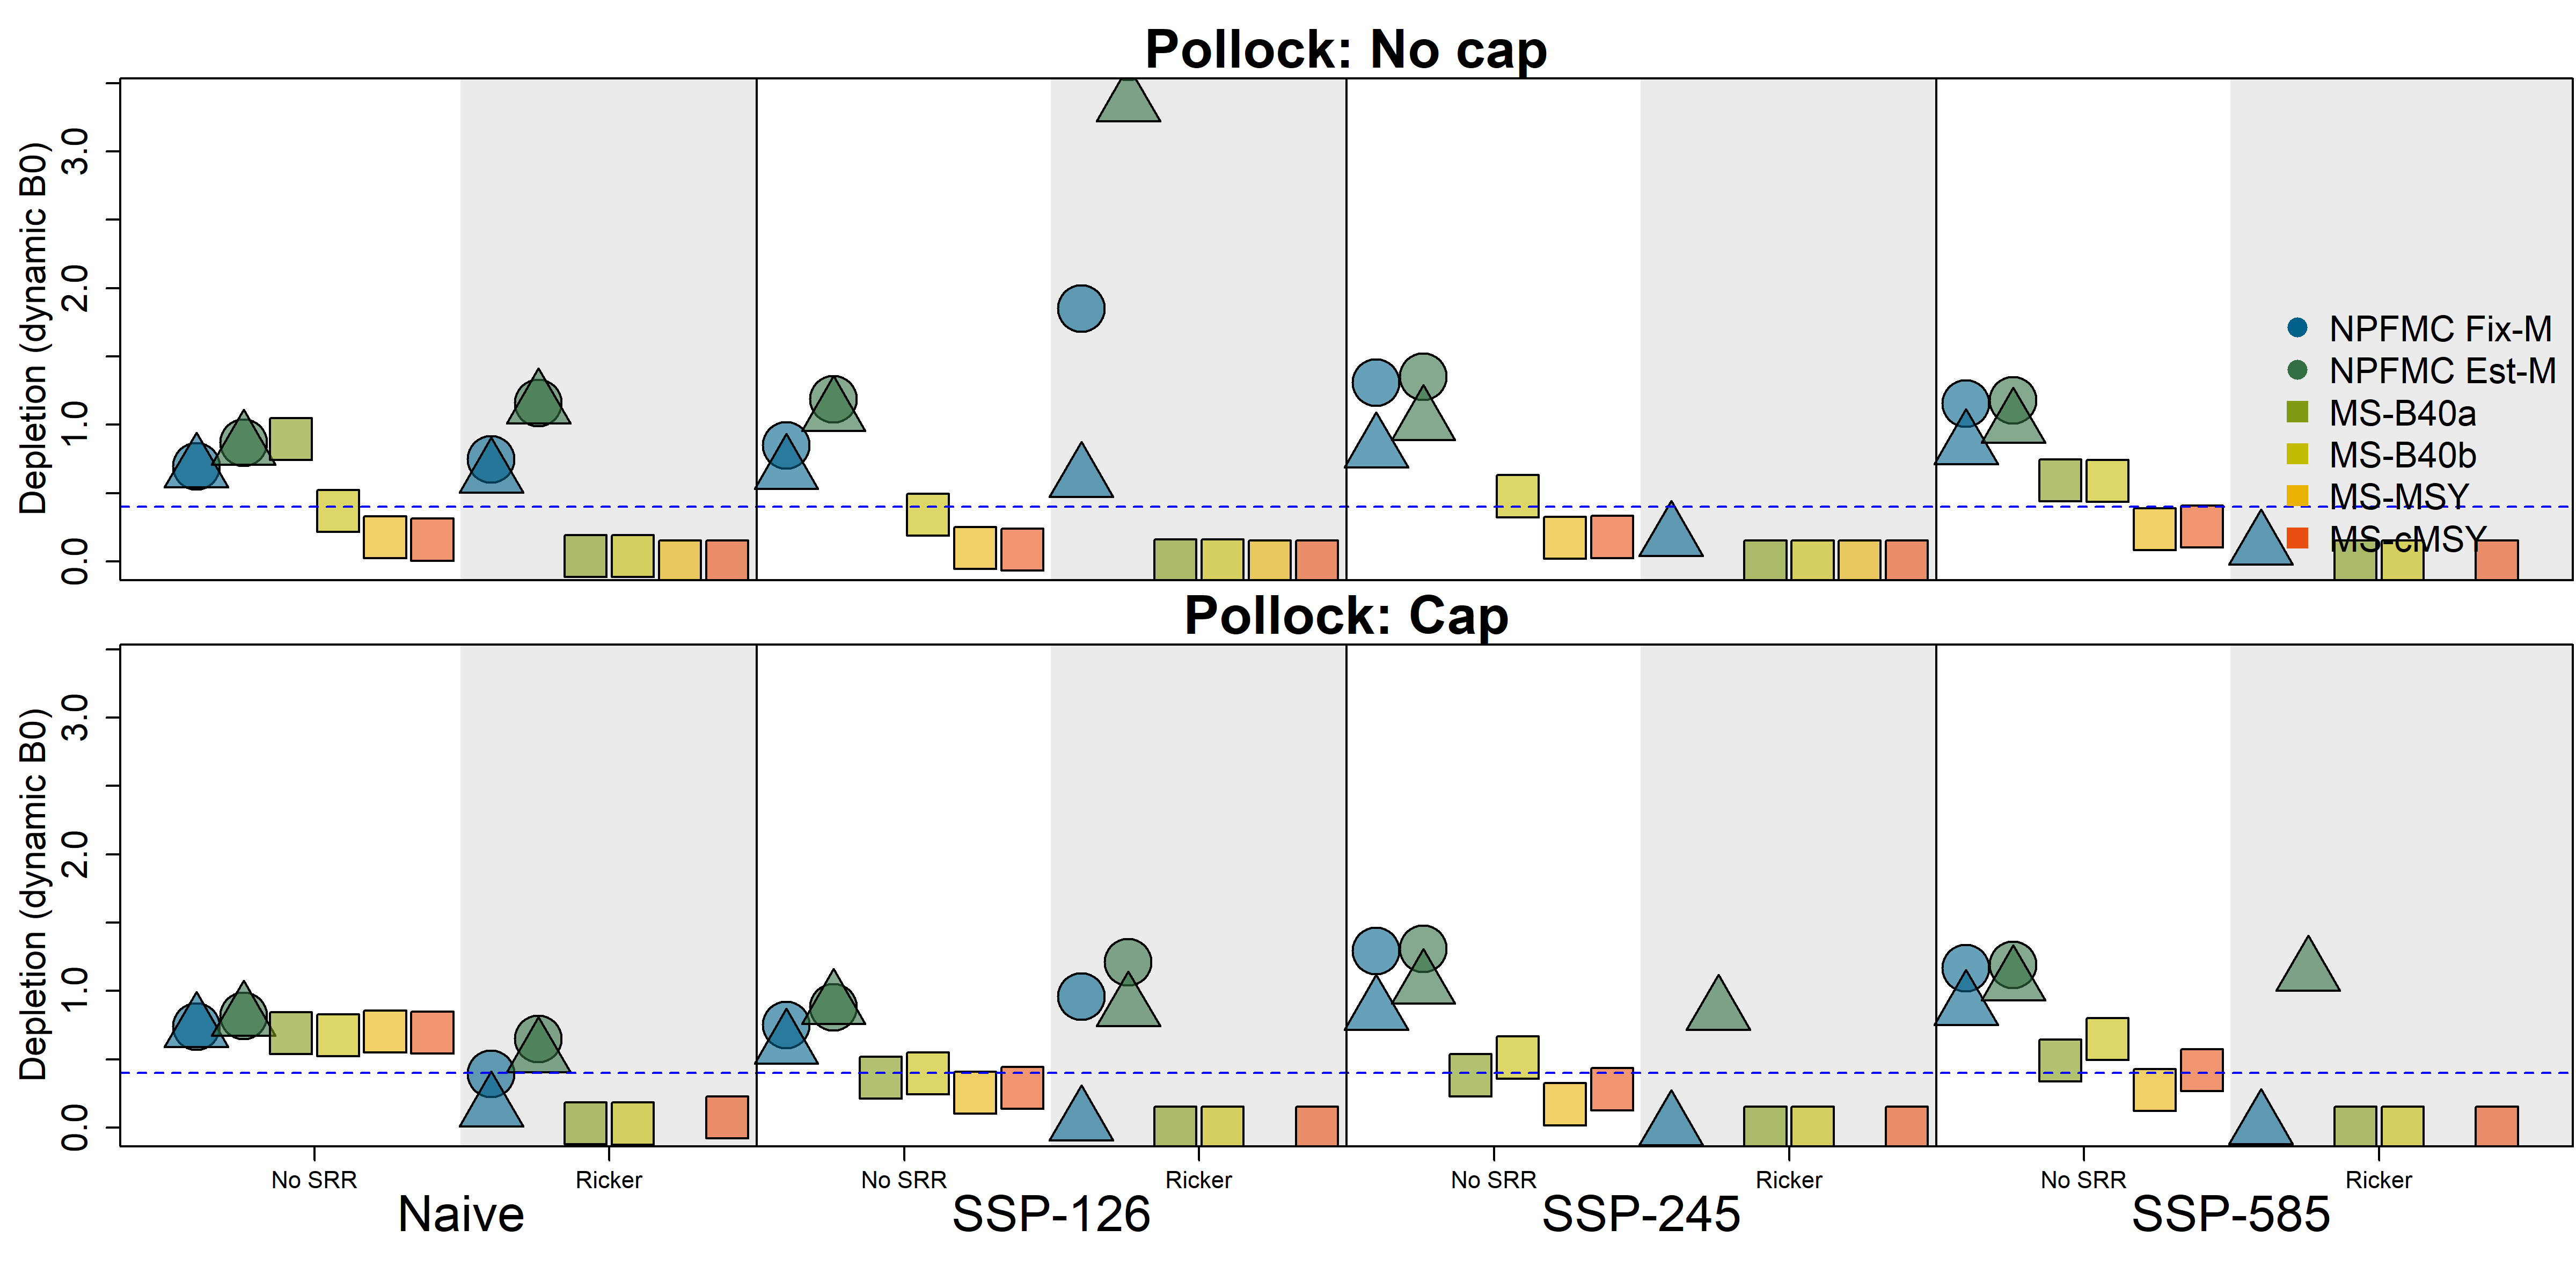 Pollock: No cap
Depletion (dynamic B0)
3.0
2.0
1.0
0.0
NPFMC Fix-M
NPFMC Est-M
MS-B40a
MS-B40b
MS-MSY
MS-cMSY
Pollock: Cap
Depletion (dynamic B0)
3.0
2.0
1.0
0.0
No SRR Ricker No SRR Ricker No SRR Ricker No SRR Ricker
Naive SSP-126 SSP-245 SSP-585